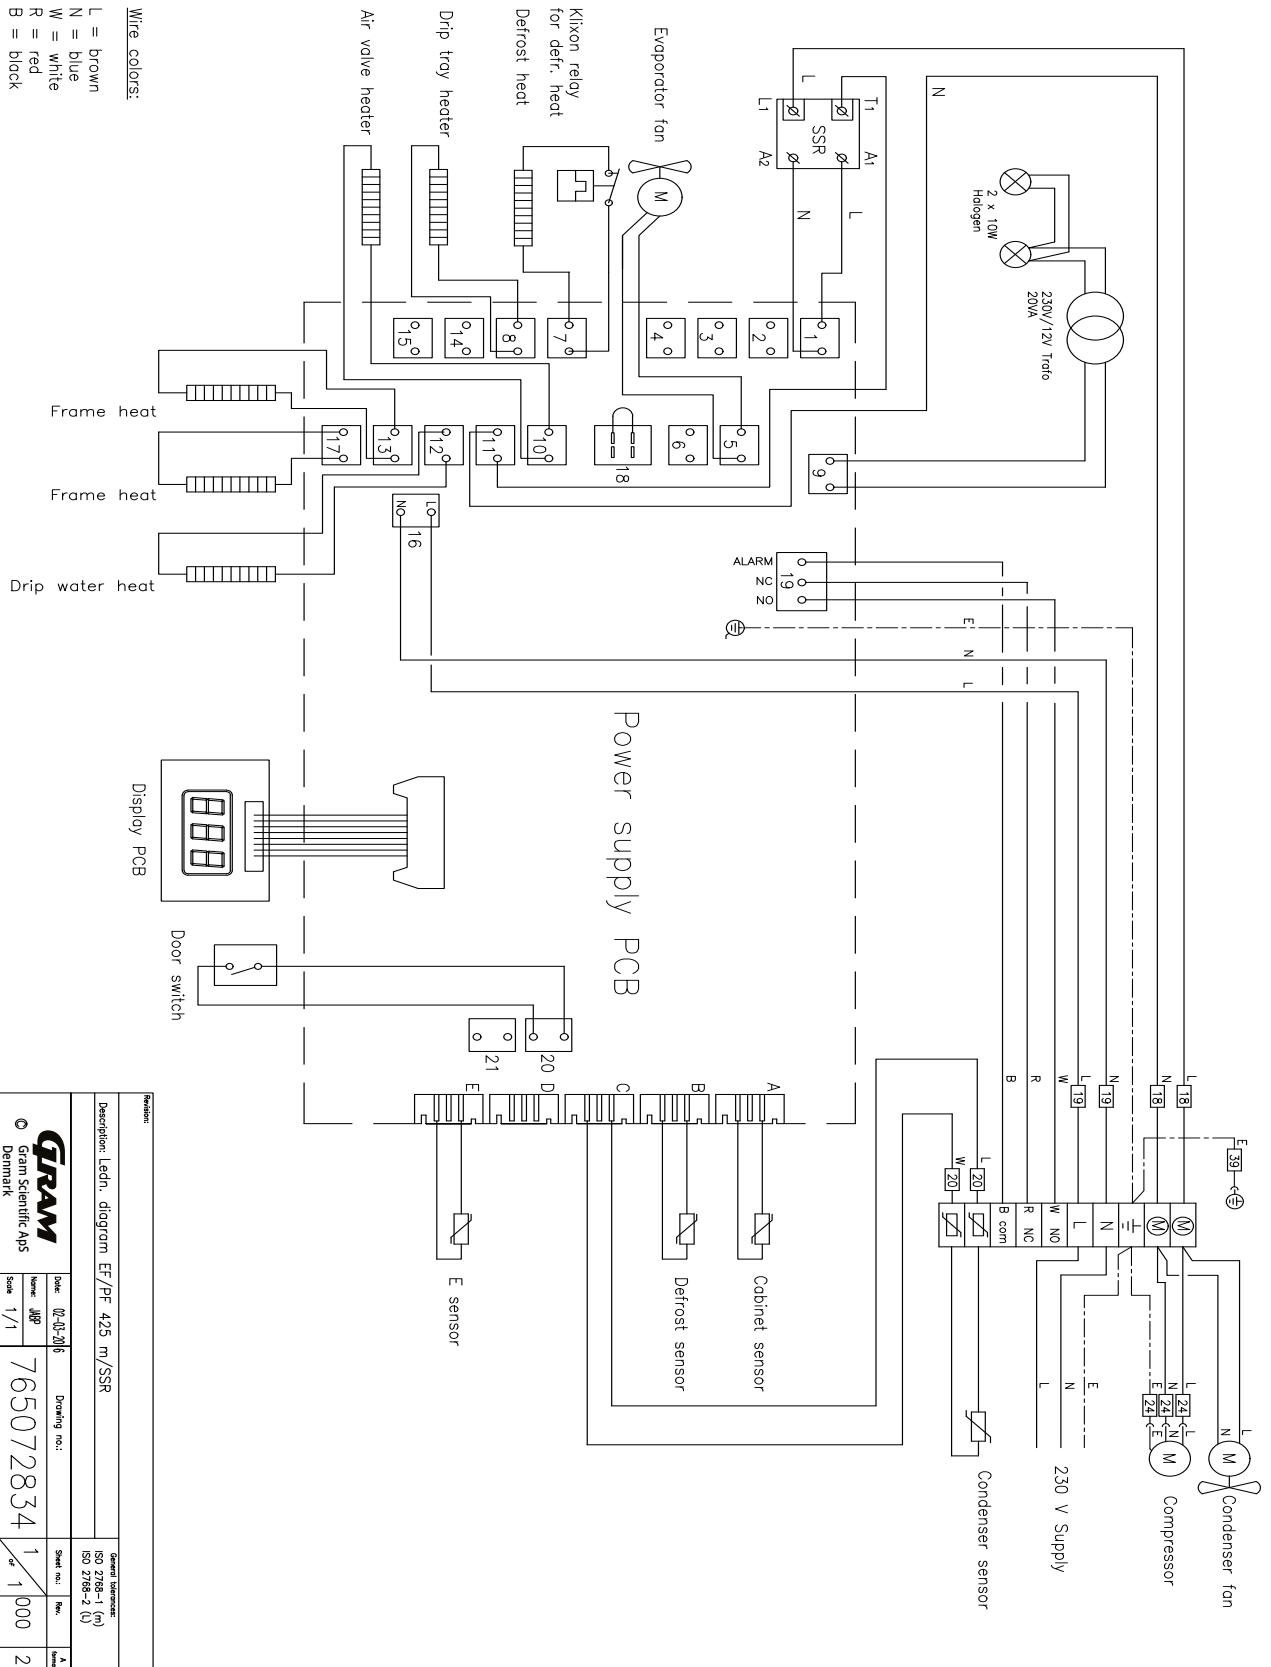 Wire colors:
L = brown
N = blue
W = white
R = red
B = black
Air valve heater
Drip tray heater
Defrost heat
Klixon relay
for defr. heat
Evaporator fan
M
L
L1
T1
SSR
A2
A1
N
L
N
2 x 10W
Halogen
230V/12V Trafo
20VA
15
14
8
7
4
3
2
1
17
13
12
11
10
18
6
5
9
Frame heat
Frame heat
Drip water heat
NO
LO
16
ALARM
NC
NO
19
E
N
L
Power supply PCB
Display PCB
Door switch
21
20
E
D
C
B
A
E sensor
Defrost sensor
Cabinet sensor
Condenser sensor
B
R
W
L
N
N
L
19
19
18
18
E
39
W
L
20
20
B com
R NC
W NO
L
N
M
M
L
N
E
230 V Supply
E
N
L
24
24
24
E
N
L
M
Compressor
N
L
M
Condenser fan
Revision:
Description: Ledn. diagram EF/PF 425 m/SSR
General tolerances:
ISO 2768-1 (m)
ISO 2768-2 (L)
GRAM
© Gram Scientific ApS
Denmark
Date: 02-03-2016
Name: JABP
Scale 1/1
Drawing no.:
765072834
Sheet no.:
1 of 1
Rev.
000
A
2